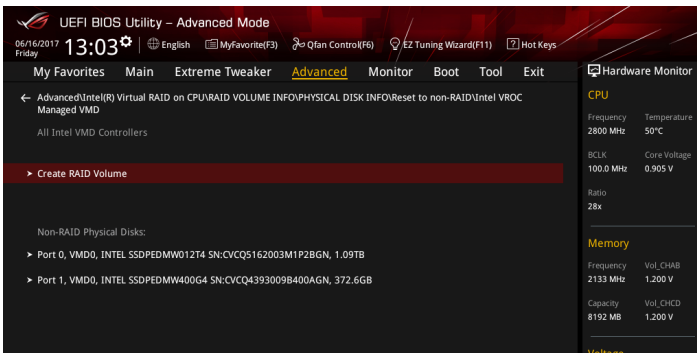 UEFI BIOS Utility – Advanced Mode
06/16/2017 Friday 13:03 English MyFavorite(F3) Qfan Control(F6) EZ Tuning Wizard(F11) ? Hot Keys
My Favorites Main Extreme Tweaker Advanced Monitor Boot Tool Exit
← Advanced\Intel(R) Virtual RAID on CPU\RAID VOLUME INFO\PHYSICAL DISK INFO\Reset to non-RAID\Intel VROC
Managed VMD
All Intel VMD Controllers
➤ Create RAID Volume
Non-RAID Physical Disks:
➤ Port 0, VMD0, INTEL SSDPEDMW012T4 SN:CVCQ5162003M1P2BGN, 1.09TB
➤ Port 1, VMD0, INTEL SSDPEDMW400G4 SN:CVCQ4393009B400AGN, 372.6GB
Hardware Monitor
CPU
Frequency Temperature
2800 MHz 50°C
BCLK Core Voltage
100.0 MHz 0.905 V
Ratio
28x
Memory
Frequency Vol_CHAB
2133 MHz 1.200 V
Capacity Vol_CHCD
8192 MB 1.200 V
Voltage